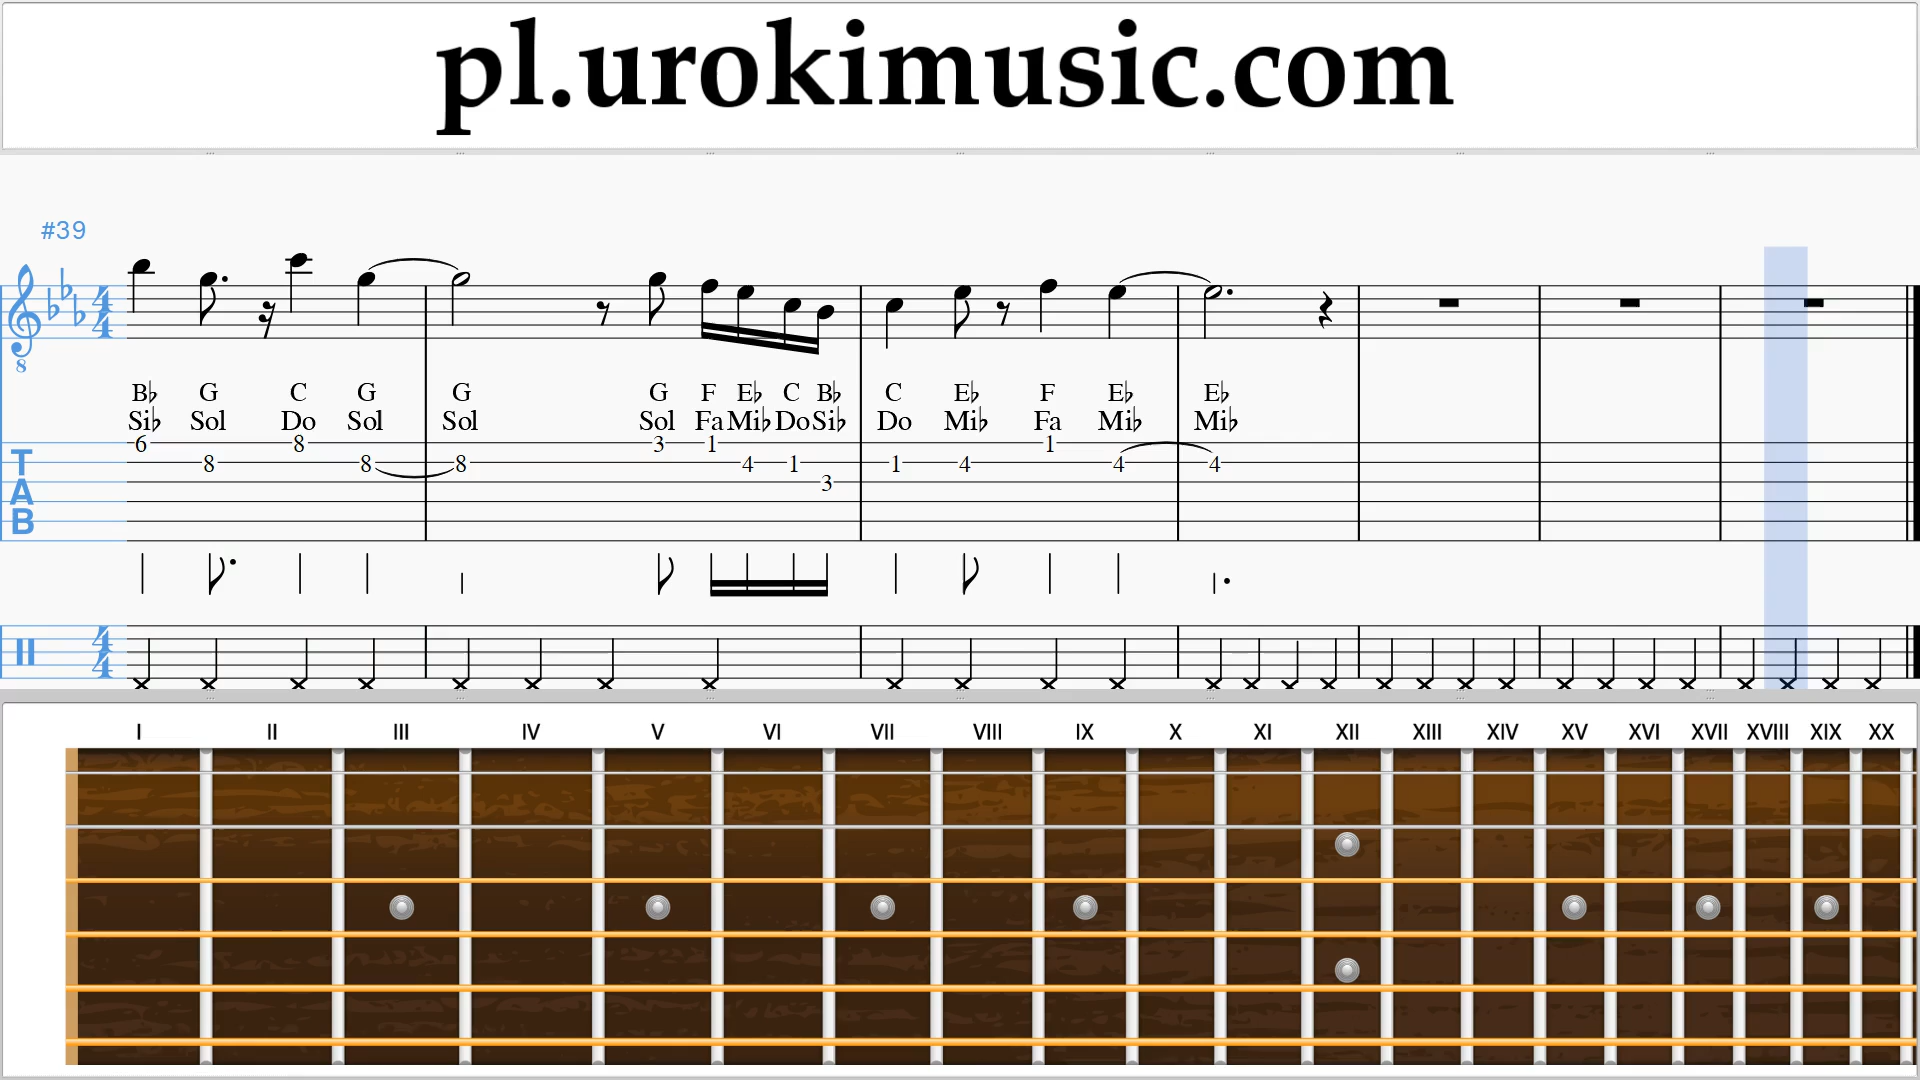 pl.urokimusic.com
#39
4 4
8
B♭ G C G G G F E♭ C B♭ C E♭ F E♭ E♭
Si♭ Sol Do Sol Sol Sol Fa Mi♭ Do Si♭ Do Mi♭ Fa Mi♭ Mi♭
6 8 3 1 1
8 8 8 4 1 1 4 4 4
3
T
A
B
4 4
I II III IV V VI VII VIII IX X XI XII XIII XIV XV XVI XVII XVIII XIX XX